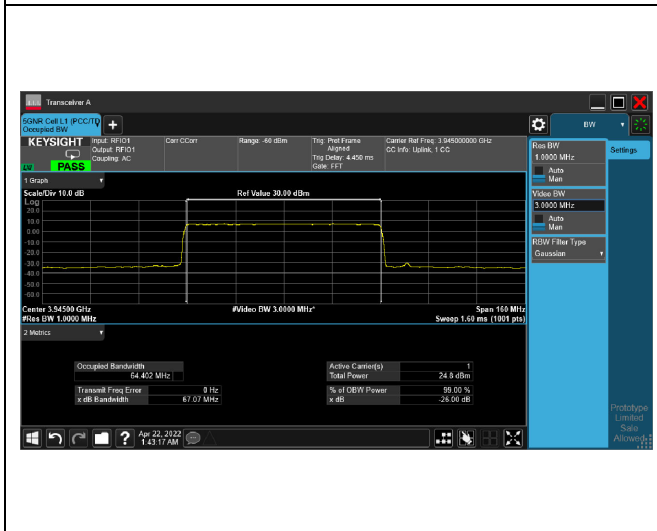 Transceiver A
5GNR Cell L1 (PCC/TD
Occupied BW
+
BW
KEYSIGHT
Input: RFIO1
Output: RFIO1
Coupling: AC
Carr CCorr
Range: -60 dBm
Trig: Pret Frame
Aligned
Trig Delay: 4.450 ms
Gate: FFT
Carrier Ref Freq: 3.945000000 GHz
CC Info: Uplink, 1 CC
PASS
1 Graph
Scale/Div 10.0 dB
Ref Value 30.00 dBm
Log
20.0
10.0
0.00
-10.0
-20.0
-30.0
-40.0
-50.0
-60.0
Center 3.94500 GHz
#Video BW 3.0000 MHz*
Span 160 MHz
#Res BW 1.0000 MHz
Sweep 1.60 ms (1001 pts)
2 Metrics
Occupied Bandwidth
64.402 MHz
Transmit Freq Error 0 Hz
x dB Bandwidth 67.07 MHz
Active Carrier(s) 1
Total Power 24.8 dBm
% of OBW Power 99.00 %
x dB -26.00 dB
Res BW
1.0000 MHz
Auto
Man
Video BW
3.0000 MHz
Auto
Man
RBW Filter Type
Gaussian
Settings
Prototype
Limited
Sale
Allowed
?
Apr 22, 2022
1:43:17 AM